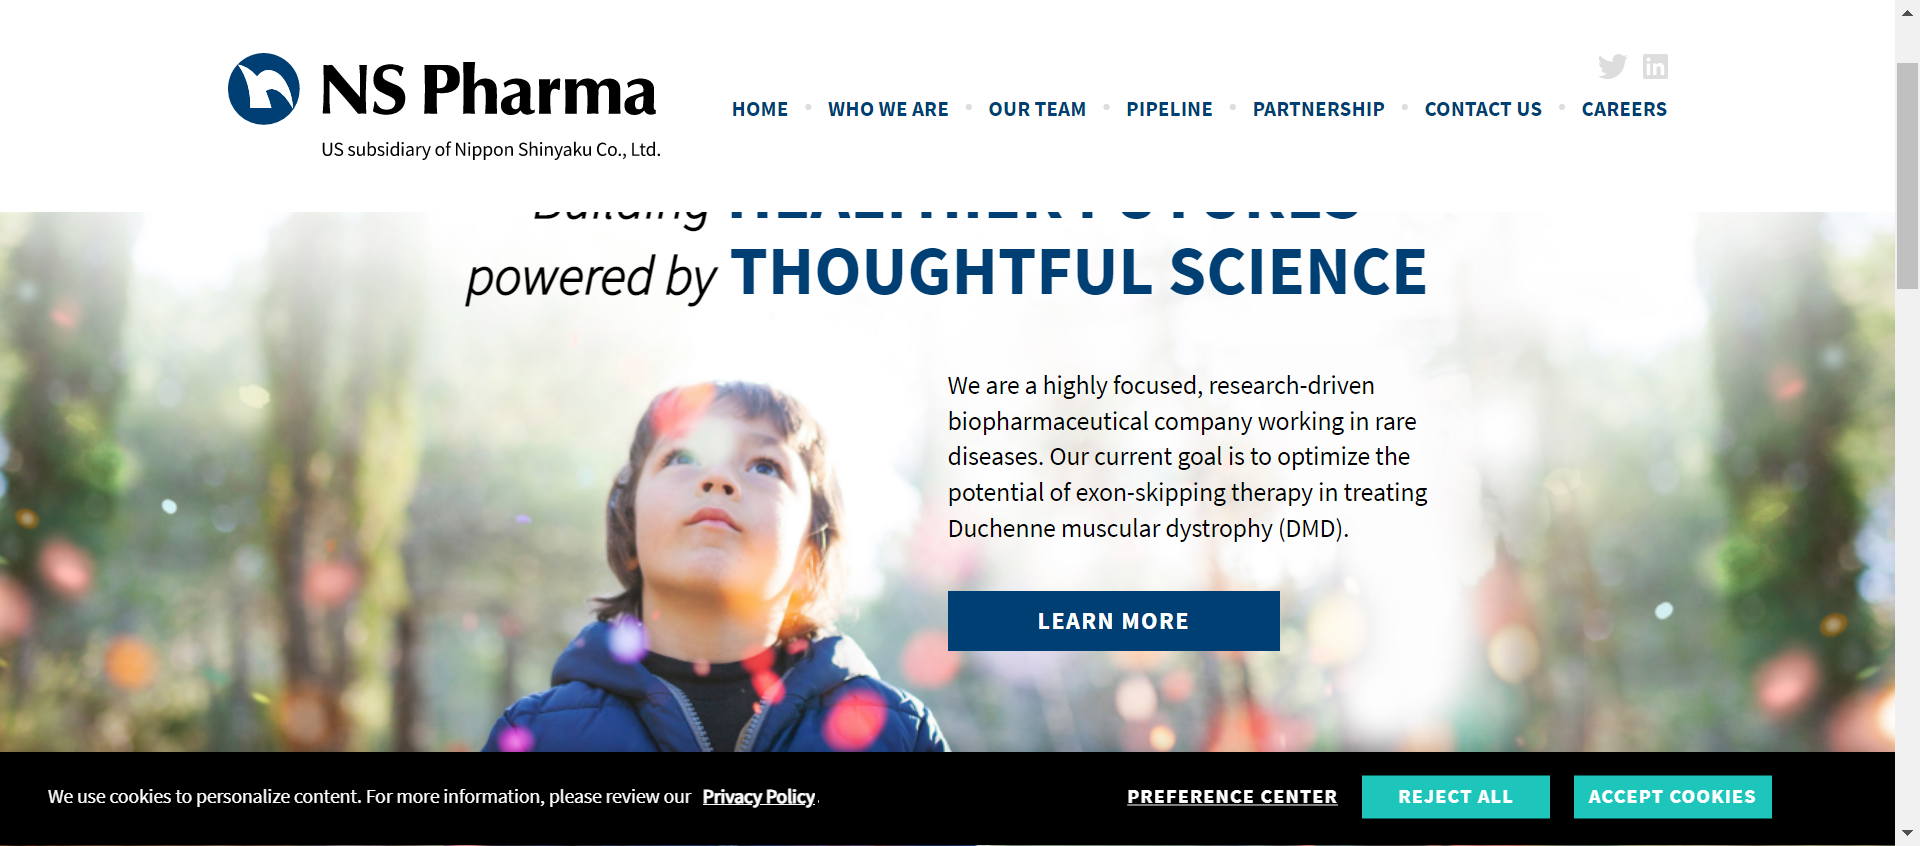 NS Pharma
US subsidiary of Nippon Shinyaku Co., Ltd.
HOME • WHO WE ARE • OUR TEAM • PIPELINE • PARTNERSHIP • CONTACT US • CAREERS
Building HEALTHIER FUTURES
powered by THOUGHTFUL SCIENCE
We are a highly focused, research-driven
biopharmaceutical company working in rare
diseases. Our current goal is to optimize the
potential of exon-skipping therapy in treating
Duchenne muscular dystrophy (DMD).
LEARN MORE
We use cookies to personalize content. For more information, please review our Privacy Policy.
PREFERENCE CENTER
REJECT ALL
ACCEPT COOKIES